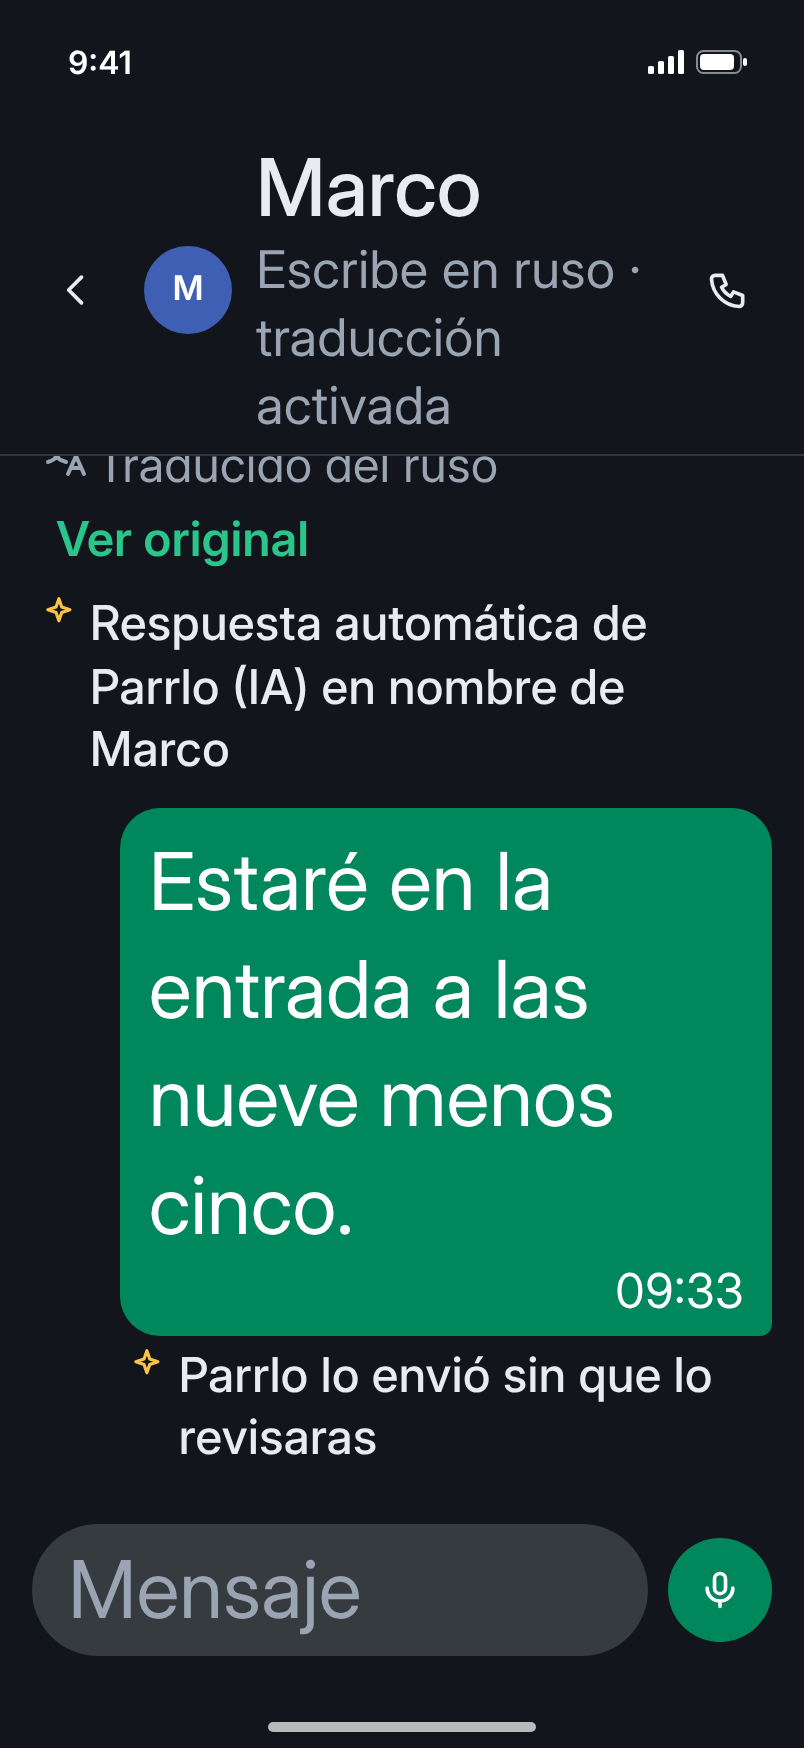 9:41
Marco
M
Escribe en ruso ·
traducción
activada
Traducido del ruso
Ver original
Respuesta automática de
Parrlo (IA) en nombre de
Marco
Estaré en la
entrada a las
nueve menos
cinco.
09:33
Parrlo lo envió sin que lo
revisaras
Mensaje